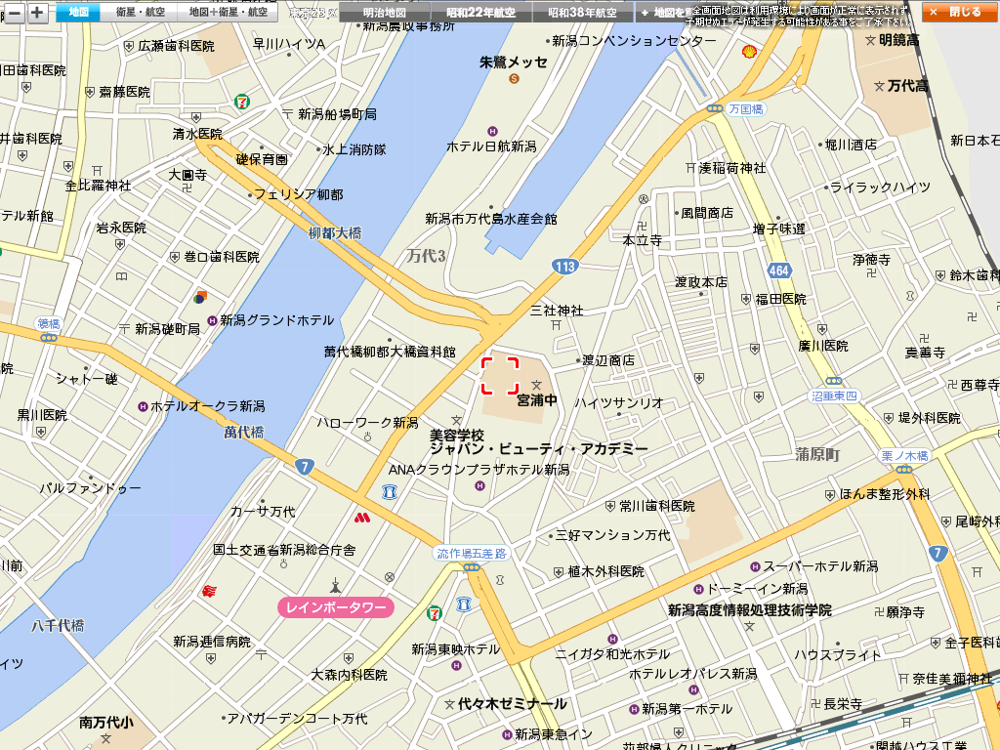 地図
衛星・航空
地図＋衛星・航空
東京23区
明治地図
昭和22年航空
昭和38年航空
全画面地図は利用環境により画面が正常に表示されず、
予期せぬエラーが発生する可能性がある事をご了承下さい。
× 閉じる
新潟農政事務所
早川ハイツA
広瀬歯科医院
新潟コンベンションセンター
明鏡高
朱鷺メッセ
田歯科医院
齋藤医院
万代高
万国橋
新潟船場町局
清水医院
井歯科医院
水上消防隊
礎保育園
ホテル日航新潟
堀川酒店
新日本石
大圓寺
金比羅神社
湊稲荷神社
フェリシア柳都
ライラックハイツ
テル新館
新潟市万代島水産会館
風間商店
岩永医院
柳都大橋
増子味選
本立寺
巻口歯科医院
万代3
113
浄徳寺
464
鈴木歯科
渡政本店
福田医院
三社神社
新潟グランドホテル
鏡橋
新潟礎町局
萬代橋柳都大橋資料館
廣川医院
真善寺
渡辺商店
シャトー礎
西尊寺
宮浦中
ハイツサンリオ
沼垂東四
ホテルオークラ新潟
黒川医院
堤外科医院
ハローワーク新潟
萬代橋
美容学校
ジャパン・ビューティ・アカデミー
蒲原町
栗ノ木橋
7
ANAクラウンプラザホテル新潟
パルファンドゥー
ほんま整形外科
カーサ万代
常川歯科医院
尾崎外科
三好マンション万代
国土交通省新潟総合庁舎
流作場五差路
7
川前
植木外科医院
スーパーホテル新潟
レインボータワー
ドーミーイン新潟
新潟高度情報処理技術学院
願浄寺
八千代橋
新潟逓信病院
新潟東映ホテル
ニイガタ和光ホテル
ハウスブライト
金子医科歯
イツ
大森内科医院
ホテルレオパレス新潟
奈佳美禰神社
代々木ゼミナール
新潟第一ホテル
長栄寺
南万代小
アパガーデンコート万代
新潟東急イン
苅部婦人クリニック
関越ハウス工業